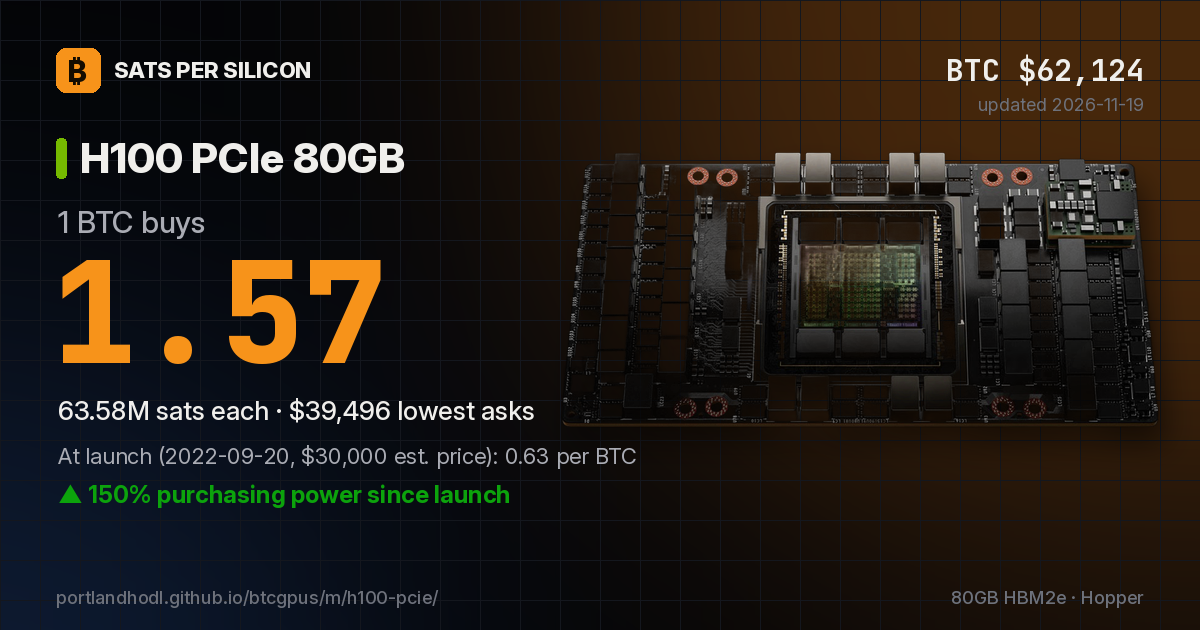 ₿ SATS PER SILICON
BTC $62,124
updated 2026-11-19
H100 PCIe 80GB
1 BTC buys
1.57
63.58M sats each · $39,496 lowest asks
At launch (2022-09-20, $30,000 est. price): 0.63 per BTC
▲ 150% purchasing power since launch
portlandhodl.github.io/btcgpus/m/h100-pcie/
80GB HBM2e · Hopper